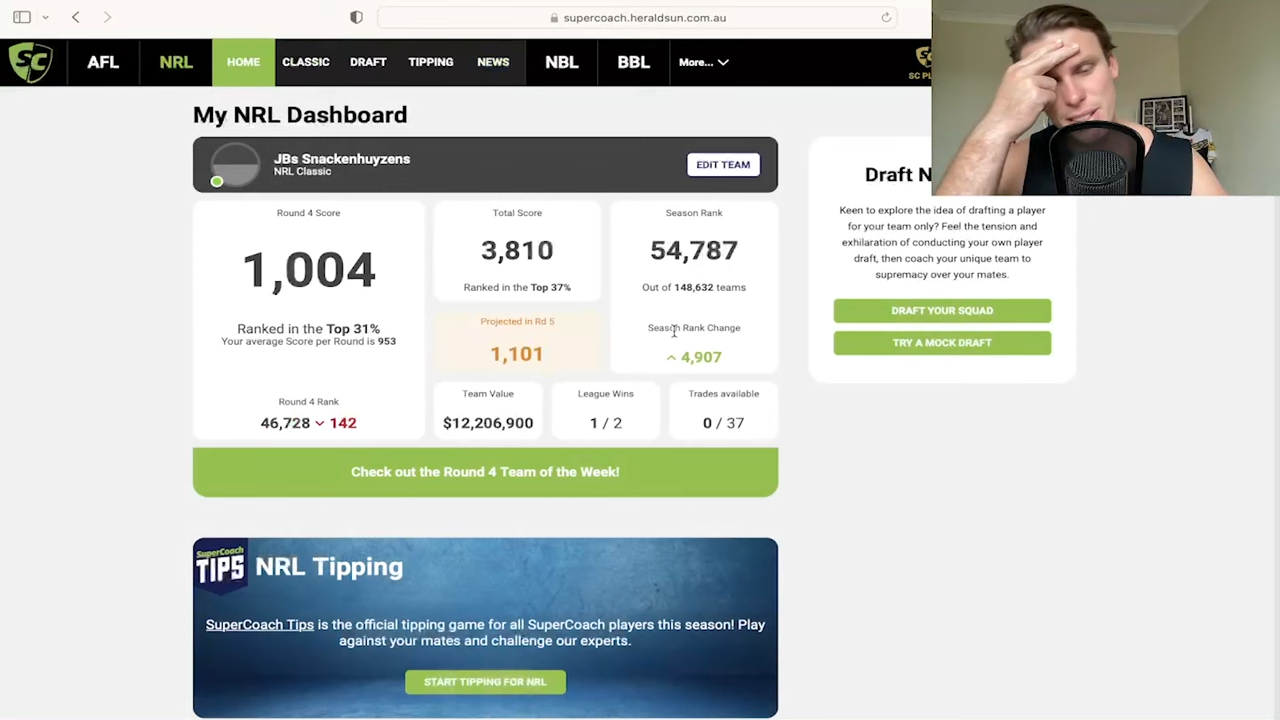 supercoach.heraldsun.com.au
SC
AFL
NRL
HOME
CLASSIC
DRAFT
TIPPING
NEWS
NBL
BBL
More...
My NRL Dashboard
JBs Snackenhuyzens
NRL Classic
EDIT TEAM
Round 4 Score
1,004
Ranked in the Top 31%
Your average Score per Round is 953
Round 4 Rank
46,728 142
Total Score
3,810
Ranked in the Top 37%
Projected in Rd 5
1,101
Season Rank
54,787
Out of 148,632 teams
Season Rank Change
4,907
Team Value
$12,206,900
League Wins
1 / 2
Trades available
0 / 37
Check out the Round 4 Team of the Week!
SuperCoach
TIPS
NRL Tipping
SuperCoach Tips is the official tipping game for all SuperCoach players this season! Play
against your mates and challenge our experts.
START TIPPING FOR NRL
Draft N
Keen to explore the idea of drafting a player
for your team only? Feel the tension and
exhilaration of conducting your own player
draft, then coach your unique team to
supremacy over your mates.
DRAFT YOUR SQUAD
TRY A MOCK DRAFT